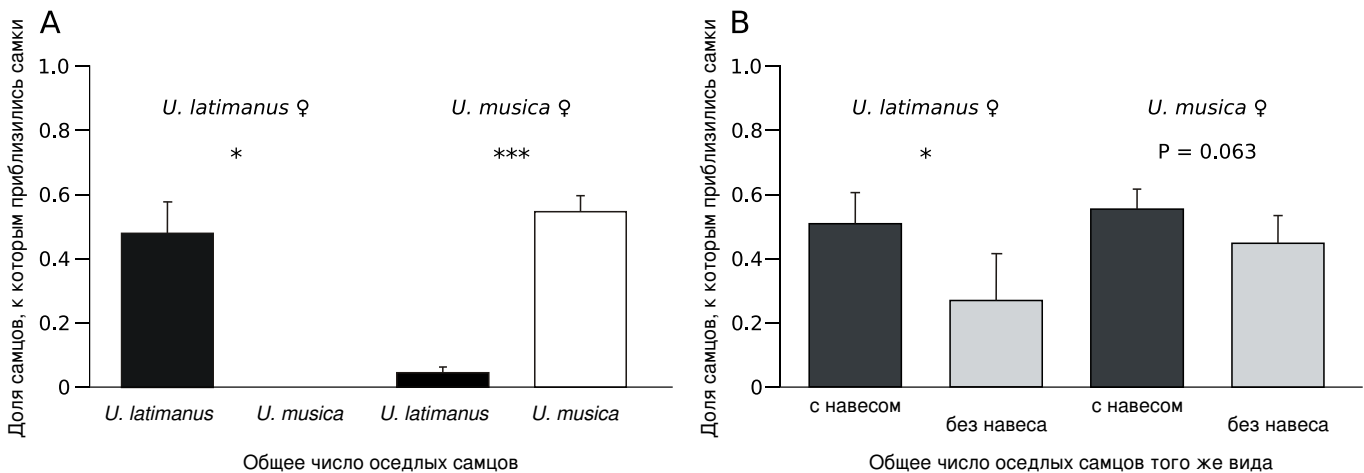 A
Доля самцов, к которым приблизились самки
1.0
0.8
0.6
0.4
0.2
0
U. latimanus ♀
U. musica ♀
*
***
U. latimanus
U. musica
U. latimanus
U. musica
Общее число оседлых самцов
B
Доля самцов, к которым приблизились самки
1.0
0.8
0.6
0.4
0.2
0
U. latimanus ♀
U. musica ♀
*
P = 0.063
с навесом
без навеса
с навесом
без навеса
Общее число оседлых самцов того же вида